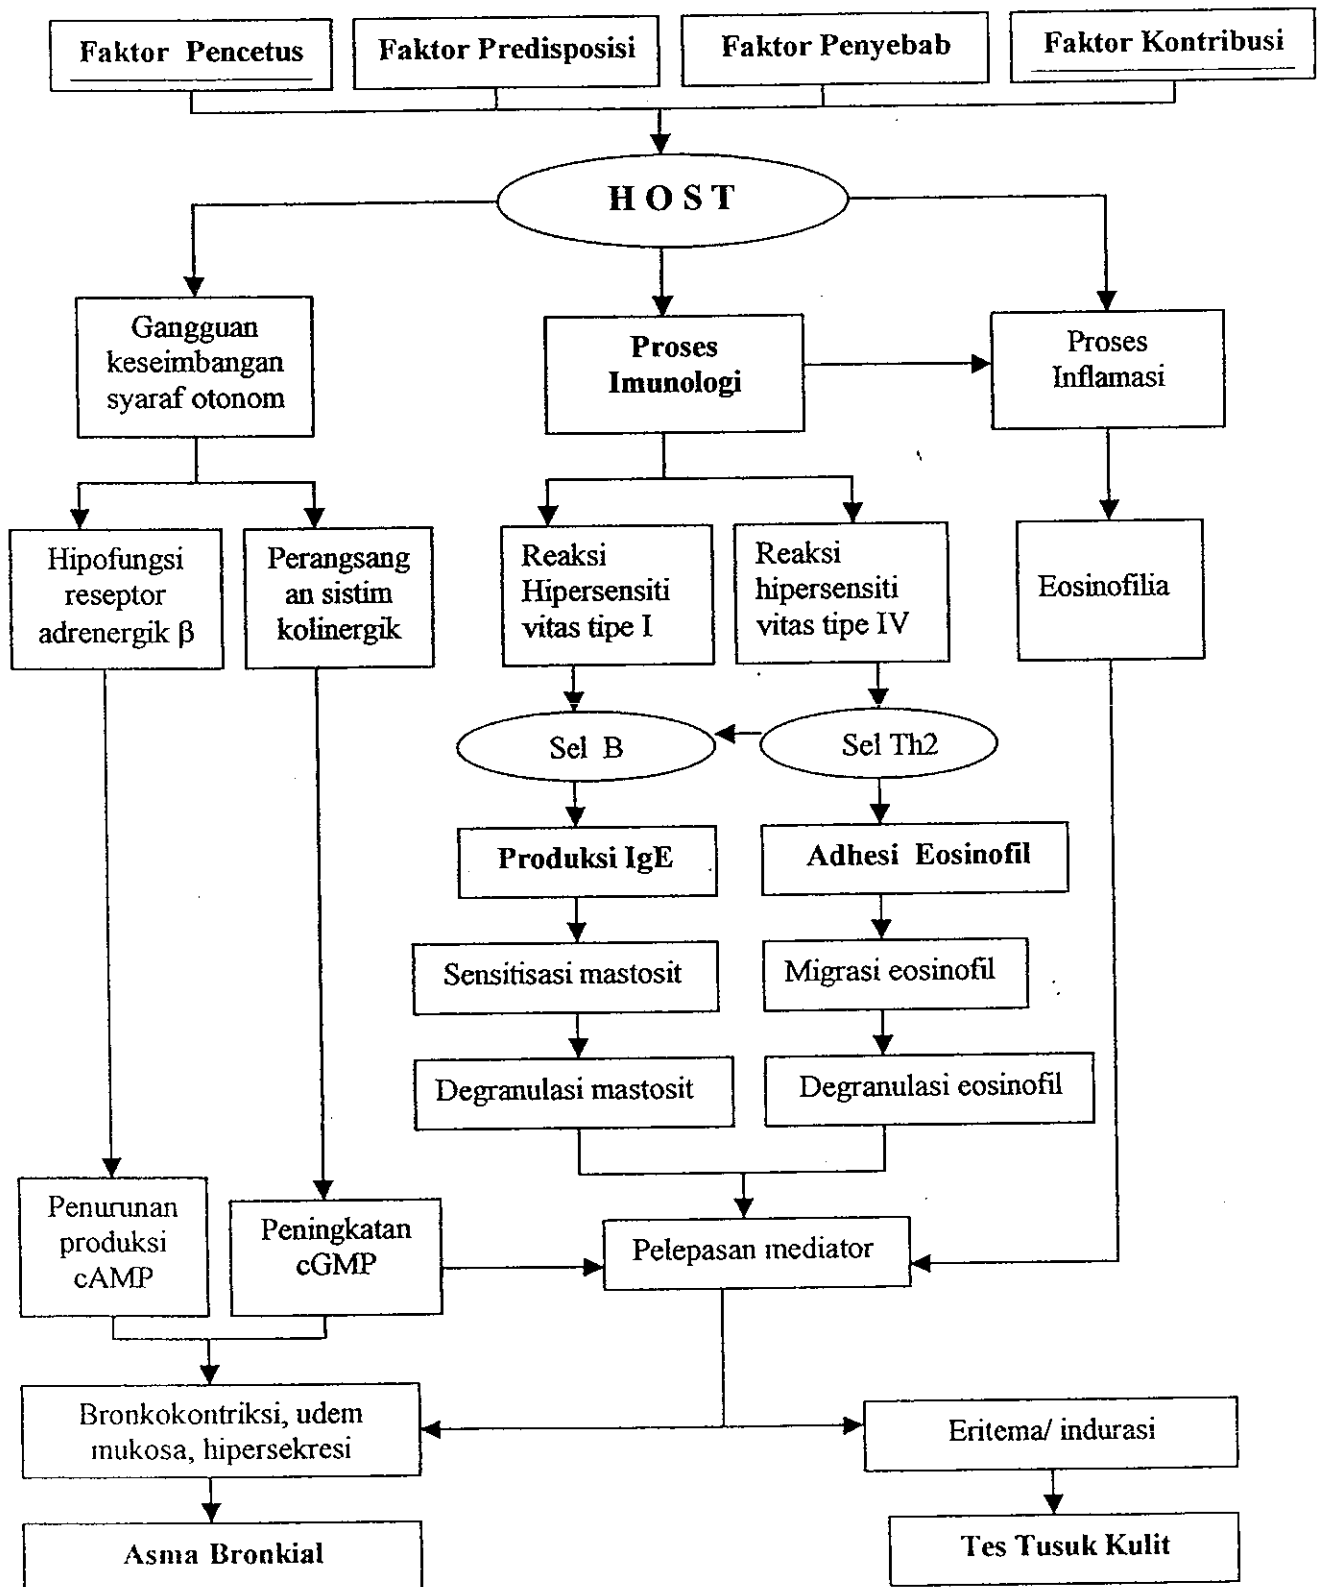 Faktor Pencetus
Faktor Predisposisi
Faktor Penyebab
Faktor Kontribusi
H O S T
Gangguan
keseimbangan
syaraf otonom
Proses
Imunologi
Proses
Inflamasi
Hipofungsi
reseptor
adrenergik β
Perangsang
an sistim
kolinergik
Reaksi
Hipersensiti
vitas tipe I
Reaksi
hipersensiti
vitas tipe IV
Eosinofilia
Sel B
Sel Th2
Produksi IgE
Adhesi Eosinofil
Sensitisasi mastosit
Migrasi eosinofil
Degranulasi mastosit
Degranulasi eosinofil
Penurunan
produksi
cAMP
Peningkatan
cGMP
Pelepasan mediator
Bronkokontriksi, udem
mukosa, hipersekresi
Eritema/ indurasi
Asma Bronkial
Tes Tusuk Kulit